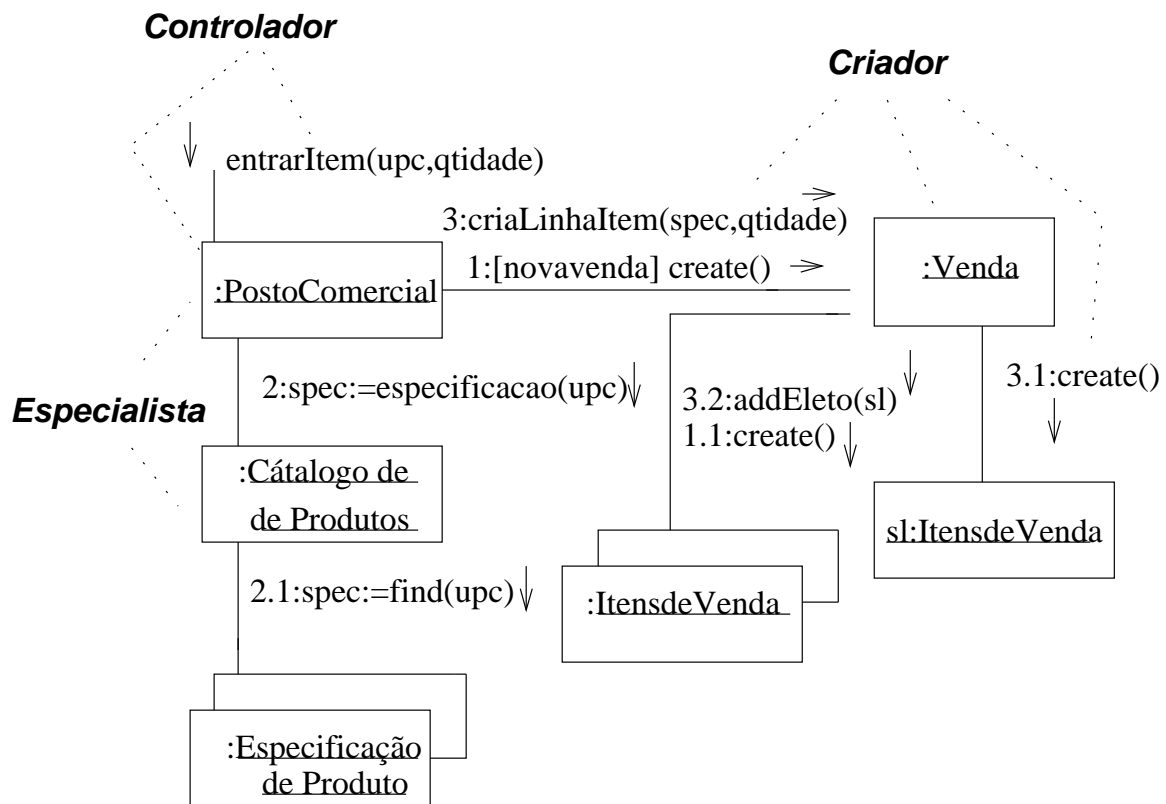 Controlador
Criador
entrarItem(upc,qtidade)
3:criaLinhaItem(spec,qtidade)
1:[novavenda] create()
:PostoComercial
:Venda
2:spec:=especificacao(upc)
3.1:create()
Especialista
3.2:addEleto(sl)
1.1:create()
:Cátalogo de
de Produtos
sl:ItensdeVenda
2.1:spec:=find(upc)
:ItensdeVenda
:Especificação
de Produto